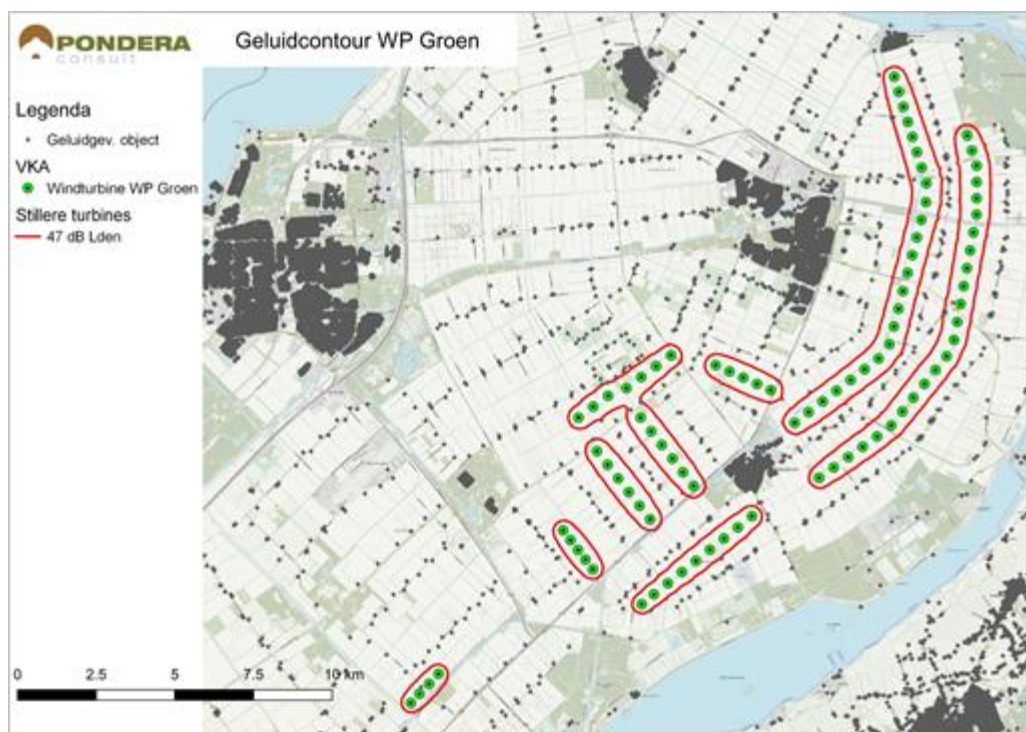 PONDERA
consult
Geluidcontour WP Groen
Legenda
Geluidgev. object
VKA
Windturbine WP Groen
Stillere turbines
47 dB Lden
0 2.5 5 7.5 10 km